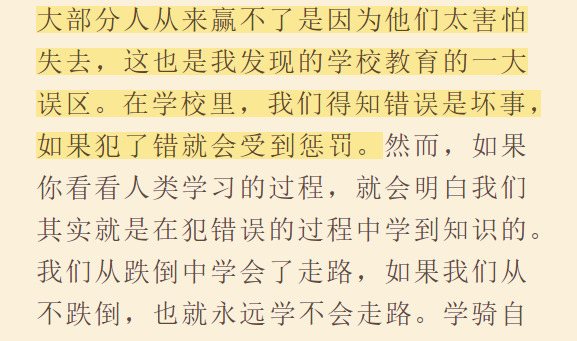 大部分人从来赢不了是因为他们太害怕
失去，这也是我发现的学校教育的一大
误区。在学校里，我们得知错误是坏事，
如果犯了错就会受到惩罚。然而，如果
你看看人类学习的过程，就会明白我们
其实就是在犯错误的过程中学到知识的。
我们从跌倒中学会了走路，如果我们从
不跌倒，也就永远学不会走路。学骑自